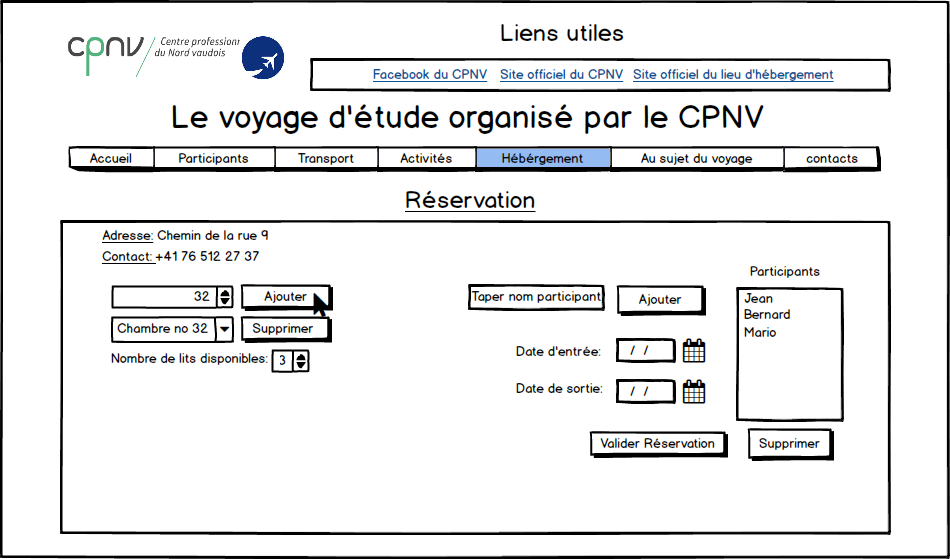 Liens utiles
cpnv
Centre profession
du Nord vaudois
Facebook du CPNV Site officiel du CPNV Site officiel du lieu d'hébergement
Le voyage d'étude organisé par le CPNV
Accueil Participants Transport Activités Hébérgement Au sujet du voyage contacts
Réservation
Adresse: Chemin de la rue 9
Contact: +41 76 512 27 37
32 Ajouter
Chambre no 32 Supprimer
Nombre de lits disponibles: 3
Taper nom participant Ajouter
Date d'entrée: / /
Date de sortie: / /
Valider Réservation
Participants
Jean
Bernard
Mario
Supprimer